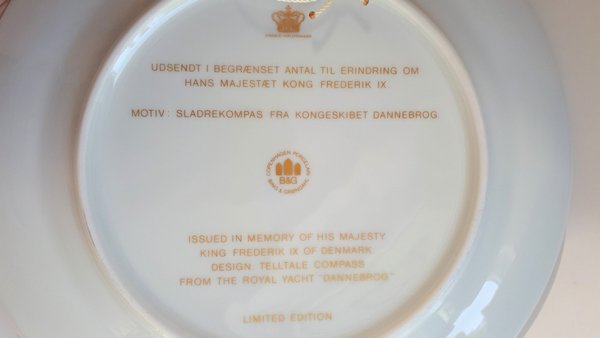 UDSENDT I BEGRÆNSET ANTAL TIL ERINDRING OM
HANS MAJESTÆT KONG FREDERIK IX
MOTIV: SLADREKOMPAS FRA KONGESKIBET DANNEBROG
COPENHAGEN PORCELAIN
B&G
BING & GRØNDAHL
ISSUED IN MEMORY OF HIS MAJESTY
KING FREDERIK IX OF DENMARK
DESIGN: TELLTALE COMPASS
FROM THE ROYAL YACHT "DANNEBROG"
LIMITED EDITION